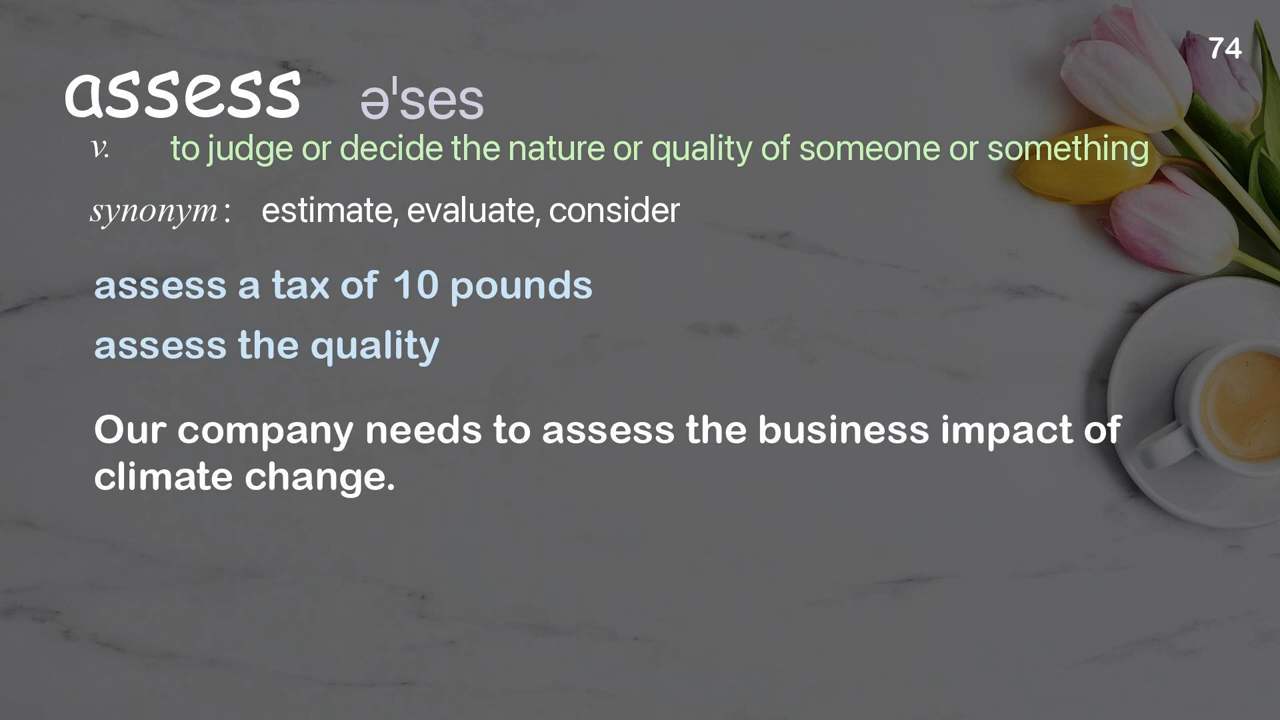 74
assess əˈses
v. to judge or decide the nature or quality of someone or something
synonym: estimate, evaluate, consider
assess a tax of 10 pounds
assess the quality
Our company needs to assess the business impact of
climate change.